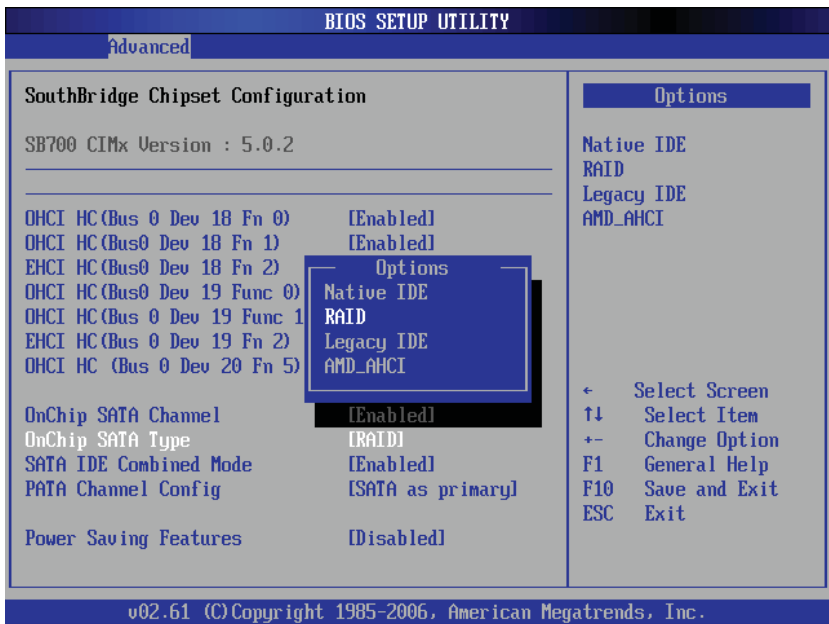 BIOS SETUP UTILITY
Advanced
SouthBridge Chipset Configuration
SB700 CIMx Version : 5.0.2
OHCI HC(Bus 0 Dev 18 Fn 0) [Enabled]
OHCI HC(Bus0 Dev 18 Fn 1) [Enabled]
EHCI HC(Bus0 Dev 18 Fn 2)
OHCI HC(Bus0 Dev 19 Func 0)
OHCI HC(Bus 0 Dev 19 Func 1
EHCI HC(Bus 0 Dev 19 Fn 2)
OHCI HC (Bus 0 Dev 20 Fn 5)
Options
Native IDE
RAID
Legacy IDE
AMD_AHCI
OnChip SATA Channel [Enabled]
OnChip SATA Type [RAID]
SATA IDE Combined Mode [Enabled]
PATA Channel Config [SATA as primary]
Power Saving Features [Disabled]
Options
Native IDE
RAID
Legacy IDE
AMD_AHCI
← Select Screen
↑↓ Select Item
+- Change Option
F1 General Help
F10 Save and Exit
ESC Exit
v02.61 (C)Copyright 1985-2006, American Megatrends, Inc.